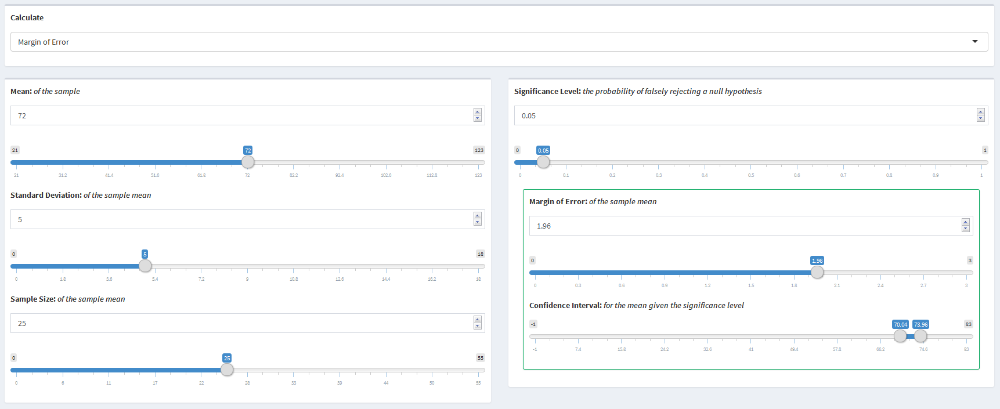 Calculate
Margin of Error
Mean: of the sample
72
21 72 123
21 31.2 41.4 51.6 61.8 72 82.2 92.4 102.6 112.8 123
Standard Deviation: of the sample mean
5
0 5 18
0 1.8 3.6 5.4 7.2 9 10.8 12.6 14.4 16.2 18
Sample Size: of the sample mean
25
0 25 55
0 6 11 17 22 28 33 39 44 50 55
Significance Level: the probability of falsely rejecting a null hypothesis
0.05
0 0.05 1
0 0.1 0.2 0.3 0.4 0.5 0.6 0.7 0.8 0.9 1
Margin of Error: of the sample mean
1.96
0 1.96 3
0 0.3 0.6 0.9 1.2 1.5 1.8 2.1 2.4 2.7 3
Confidence Interval: for the mean given the significance level
-1 70.04 73.96 83
-1 7.4 15.8 24.2 32.6 41 49.4 57.8 66.2 74.6 83